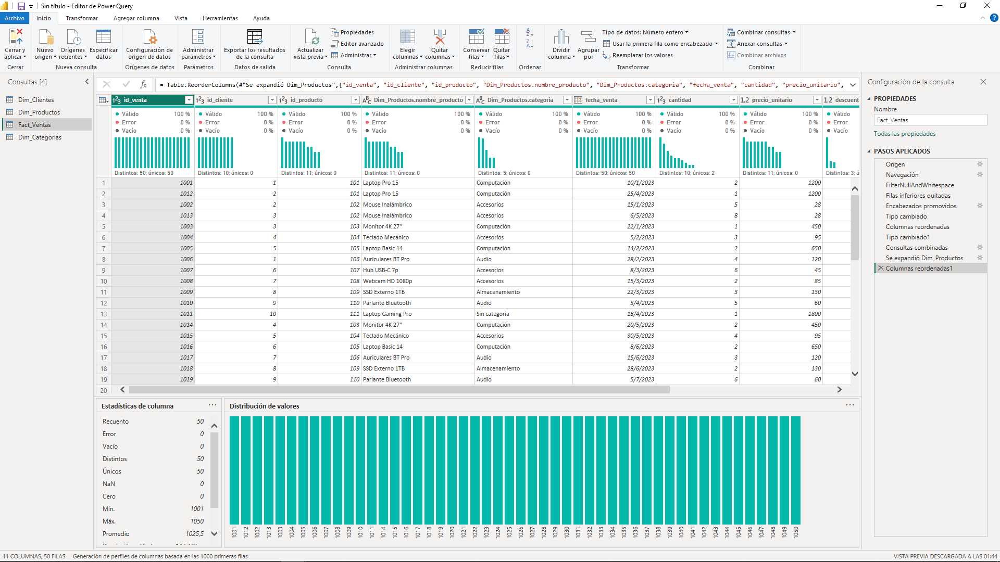 Sin título - Editor de Power Query
Archivo Inicio Transformar Agregar columna Vista Herramientas Ayuda
Cerrar y aplicar
Cerrar
Nuevo origen
Orígenes recientes
Especificar datos
Nueva consulta
Configuración de origen de datos
Orígenes de datos
Administrar parámetros
Parámetros
Exportar los resultados de la consulta
Datos de salida
Actualizar vista previa
Propiedades
Editor avanzado
Administrar
Consulta
Elegir columnas
Quitar columnas
Administrar columnas
Conservar filas
Quitar filas
Reducir filas
Ordenar
Dividir columna
Agrupar por
Tipo de datos: Número entero
Usar la primera fila como encabezado
Reemplazar los valores
Transformar
Combinar consultas
Anexar consultas
Combinar archivos
Combinar
Consultas [4]
Dim_Clientes
Dim_Productos
Fact_Ventas
Dim_Categorias
= Table.ReorderColumns(#"Se expandió Dim_Productos",{"id_venta", "id_cliente", "id_producto", "Dim_Productos.nombre_producto", "Dim_Productos.categoria", "fecha_venta", "cantidad", "precio_unitario",
id_venta id_cliente id_producto Dim_Productos.nombre_producto Dim_Productos.categoria fecha_venta cantidad 1.2 precio_unitario 1.2 descuent
Válido 100 % Válido 100 % Válido 100 % Válido 100 % Válido 100 % Válido 100 % Válido 100 % Válido 100 % Válido
Error 0 % Error 0 % Error 0 % Error 0 % Error 0 % Error 0 % Error 0 % Error 0 % Error
Vacío 0 % Vacío 0 % Vacío 0 % Vacío 0 % Vacío 0 % Vacío 0 % Vacío 0 % Vacío 0 % Vacío
Distintos: 50; únicos: 50 Distintos: 10; únicos: 0 Distintos: 11; únicos: 0 Distintos: 11; únicos: 0 Distintos: 5; únicos: 0 Distintos: 50; únicos: 50 Distintos: 10; únicos: 2 Distintos: 11; únicos: 0 Distintos: 3; ú
1 1001 1 101 Laptop Pro 15 Computación 10/1/2023 2 1200
2 1012 2 101 Laptop Pro 15 Computación 25/4/2023 1 1200
3 1002 2 102 Mouse Inalámbrico Accesorios 15/1/2023 5 28
4 1013 3 102 Mouse Inalámbrico Accesorios 6/5/2023 8 28
5 1003 3 103 Monitor 4K 27" Computación 22/1/2023 1 450
6 1004 4 104 Teclado Mecánico Accesorios 5/2/2023 3 95
7 1005 5 105 Laptop Basic 14 Computación 14/2/2023 2 650
8 1006 1 106 Auriculares BT Pro Audio 28/2/2023 4 120
9 1007 6 107 Hub USB-C 7p Accesorios 8/3/2023 6 45
10 1008 7 108 Webcam HD 1080p Accesorios 15/3/2023 2 85
11 1009 8 109 SSD Externo 1TB Almacenamiento 22/3/2023 3 130
12 1010 9 110 Parlante Bluetooth Audio 3/4/2023 5 60
13 1011 10 111 Laptop Gaming Pro Sin categoria 18/4/2023 1 1800
14 1014 4 103 Monitor 4K 27" Computación 20/5/2023 2 450
15 1015 5 104 Teclado Mecánico Accesorios 30/5/2023 4 95
16 1016 6 105 Laptop Basic 14 Computación 8/6/2023 2 650
17 1017 7 106 Auriculares BT Pro Audio 15/6/2023 3 120
18 1018 8 109 SSD Externo 1TB Almacenamiento 28/6/2023 2 130
19 1019 9 110 Parlante Bluetooth Audio 5/7/2023 6 60
20
Estadísticas de columna
Recuento 50
Error 0
Vacío 0
Distintos 50
Únicos 50
NaN 0
Cero 0
Mín. 1001
Máx. 1050
Promedio 1025,5
Distribución de valores
1001 1012 1002 1013 1003 1004 1005 1006 1007 1008 1009 1010 1011 1014 1015 1016 1017 1018 1019 1020 1021 1022 1023 1024 1025 1026 1027 1028 1029 1030 1031 1032 1033 1034 1035 1036 1037 1038 1039 1040 1041 1042 1043 1044 1045 1046 1047 1048 1049 1050
Configuración de la consulta
PROPIEDADES
Nombre
Fact_Ventas
Todas las propiedades
PASOS APLICADOS
Origen
Navegación
FilterNullAndWhitespace
Filas inferiores quitadas
Encabezados promovidos
Tipo cambiado
Columnas reordenadas
Tipo cambiado1
Consultas combinadas
Se expandió Dim_Productos
Columnas reordenadas1
11 COLUMNAS, 50 FILAS Generación de perfiles de columnas basada en las 1000 primeras filas
VISTA PREVIA DESCARGADA A LAS 01:44